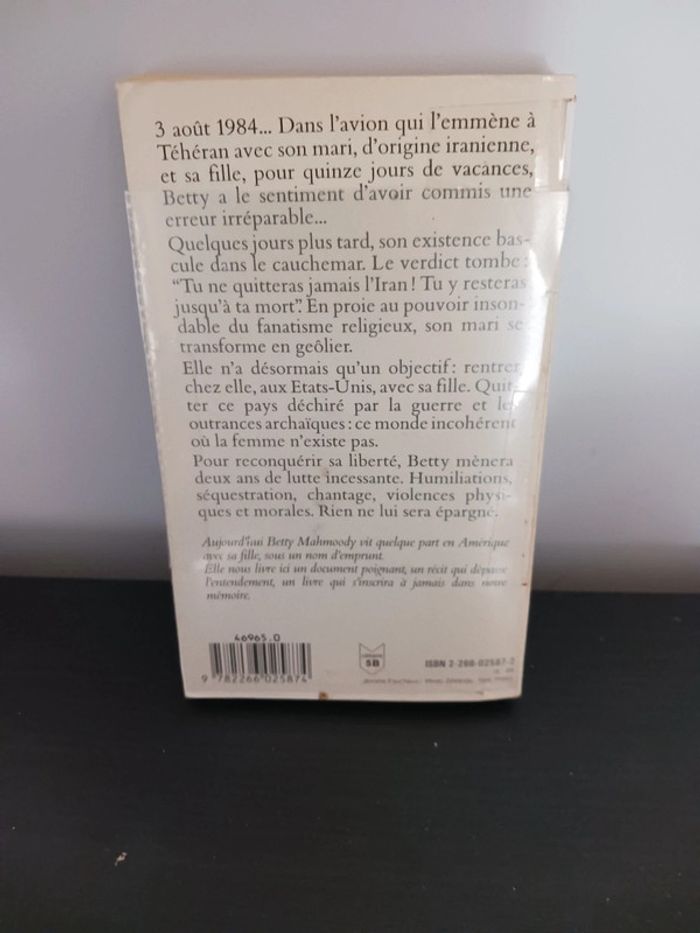 3 août 1984... Dans l'avion qui l'emmène à
Téhéran avec son mari, d'origine iranienne,
et sa fille, pour quinze jours de vacances,
Betty a le sentiment d'avoir commis une
erreur irréparable...
Quelques jours plus tard, son existence bas-
cule dans le cauchemar. Le verdict tombe :
“Tu ne quitteras jamais l'Iran ! Tu y resteras
jusqu'à ta mort”. En proie au pouvoir inson-
dable du fanatisme religieux, son mari se
transforme en geôlier.
Elle n'a désormais qu'un objectif : rentrer
chez elle, aux Etats-Unis, avec sa fille. Quit-
ter ce pays déchiré par la guerre et les
outrances archaïques : ce monde incohérent
où la femme n'existe pas.
Pour reconquérir sa liberté, Betty mènera
deux ans de lutte incessante. Humiliations,
séquestration, chantage, violences physi-
ques et morales. Rien ne lui sera épargné.
Aujourd'hui Betty Mahmoody vit quelque part en Amérique
avec sa fille, sous un nom d'emprunt.
Elle nous livre ici un document poignant, un récit qui dépasse
l'entendement, un livre qui s'inscrira à jamais dans notre
mémoire.
46965.0
9 782266 025874
5B
ISBN 2-266-02587-2